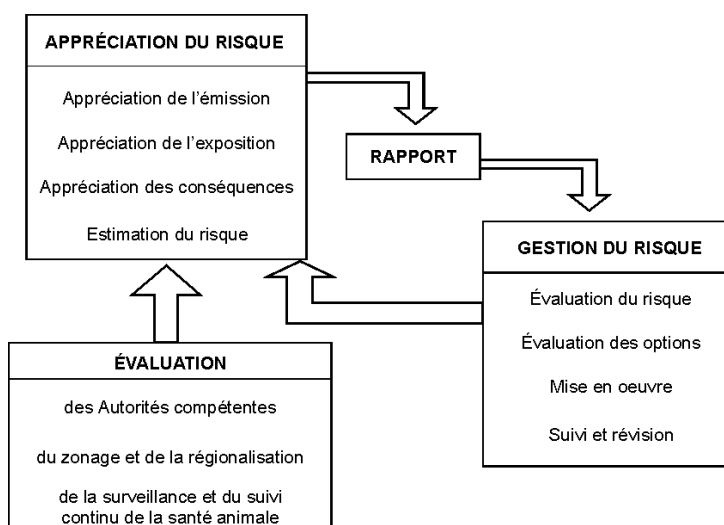 APPRÉCIATION DU RISQUE
Appréciation de l'émission
Appréciation de l'exposition
Appréciation des conséquences
Estimation du risque
RAPPORT
GESTION DU RISQUE
Évaluation du risque
Évaluation des options
Mise en oeuvre
Suivi et révision
ÉVALUATION
des Autorités compétentes
du zonage et de la régionalisation
de la surveillance et du suivi
continu de la santé animale